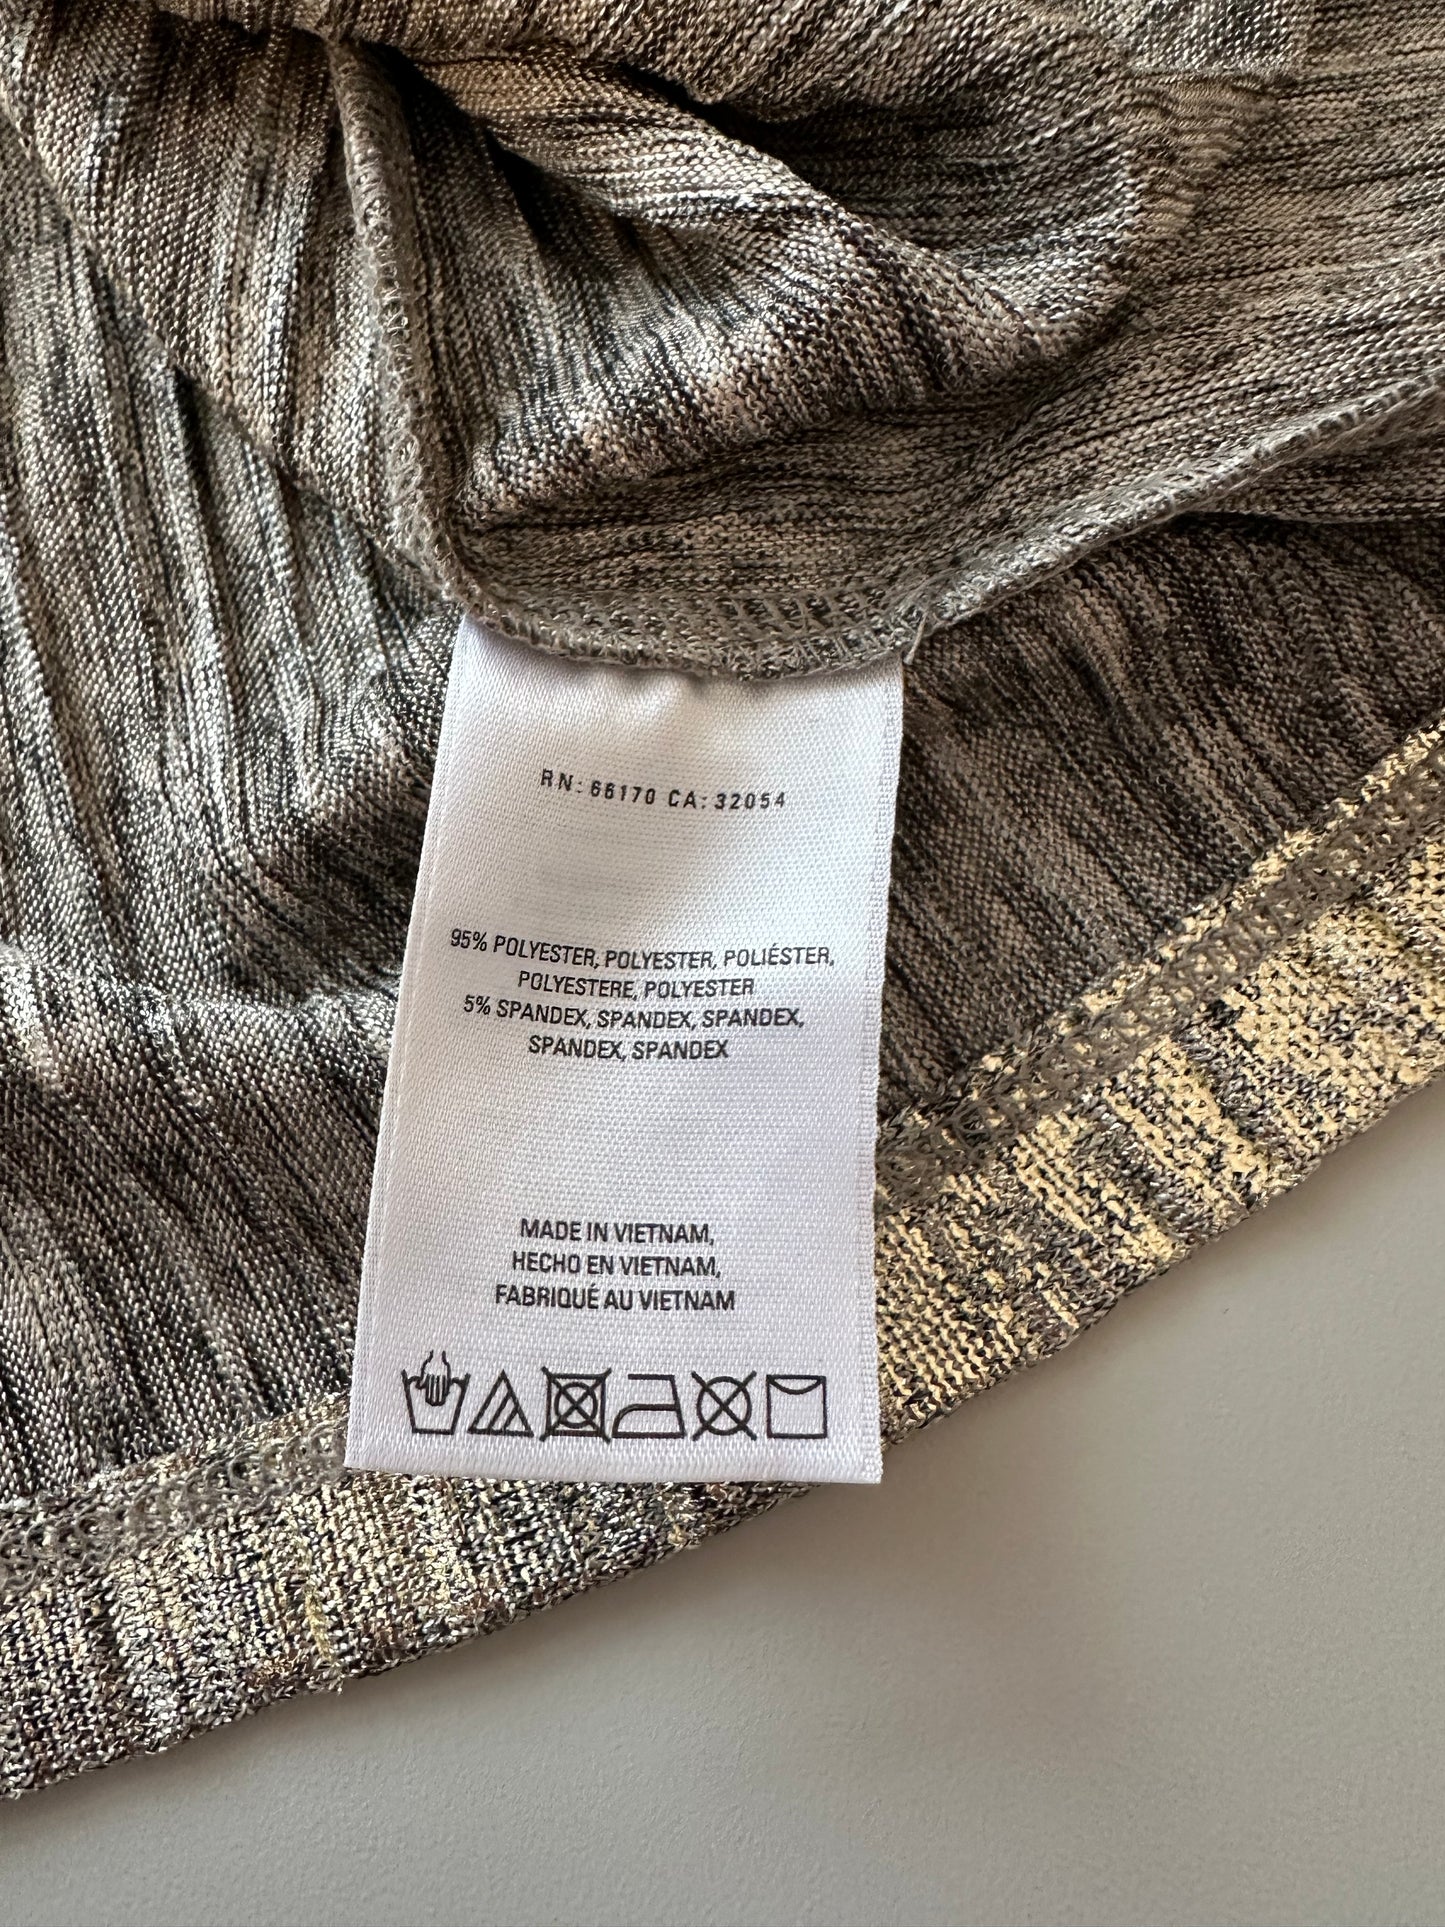 RN: 66170 CA: 32054
95% POLYESTER, POLYESTER, POLIÉSTER,
POLYESTERE, POLYESTER
5% SPANDEX, SPANDEX, SPANDEX,
SPANDEX, SPANDEX
MADE IN VIETNAM,
HECHO EN VIETNAM,
FABRIQUÉ AU VIETNAM